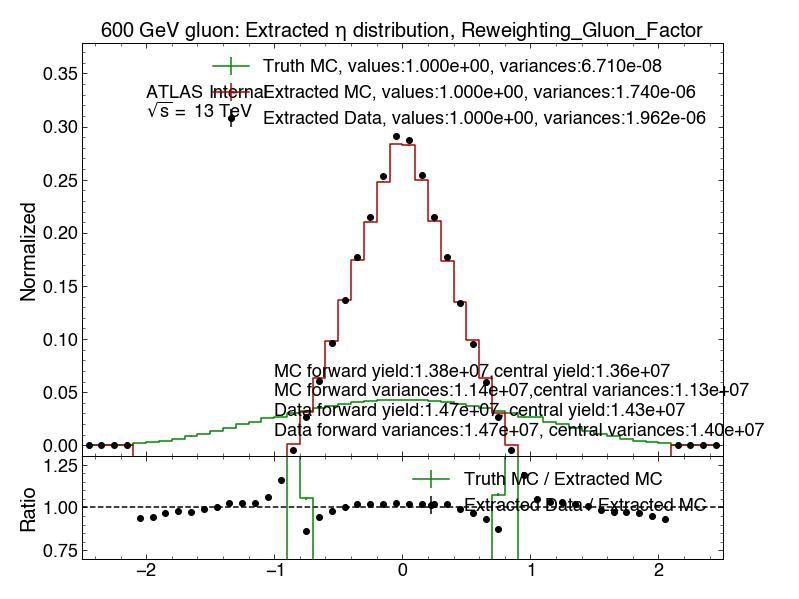 600 GeV gluon: Extracted η distribution, Reweighting_Gluon_Factor
Truth MC, values:1.000e+00, variances:6.710e-08
ATLAS Internal
Extracted MC, values:1.000e+00, variances:1.740e-06
√s = 13 TeV
Extracted Data, values:1.000e+00, variances:1.962e-06
Normalized
0.35
0.30
0.25
0.20
0.15
0.10
0.05
0.00
MC forward yield:1.38e+07,central yield:1.36e+07
MC forward variances:1.14e+07,central variances:1.13e+07
Data forward yield:1.47e+07, central yield:1.43e+07
Data forward variances:1.47e+07, central variances:1.40e+07
Ratio
1.25
1.00
0.75
Truth MC / Extracted MC
Extracted Data / Extracted MC
−2
−1
0
1
2